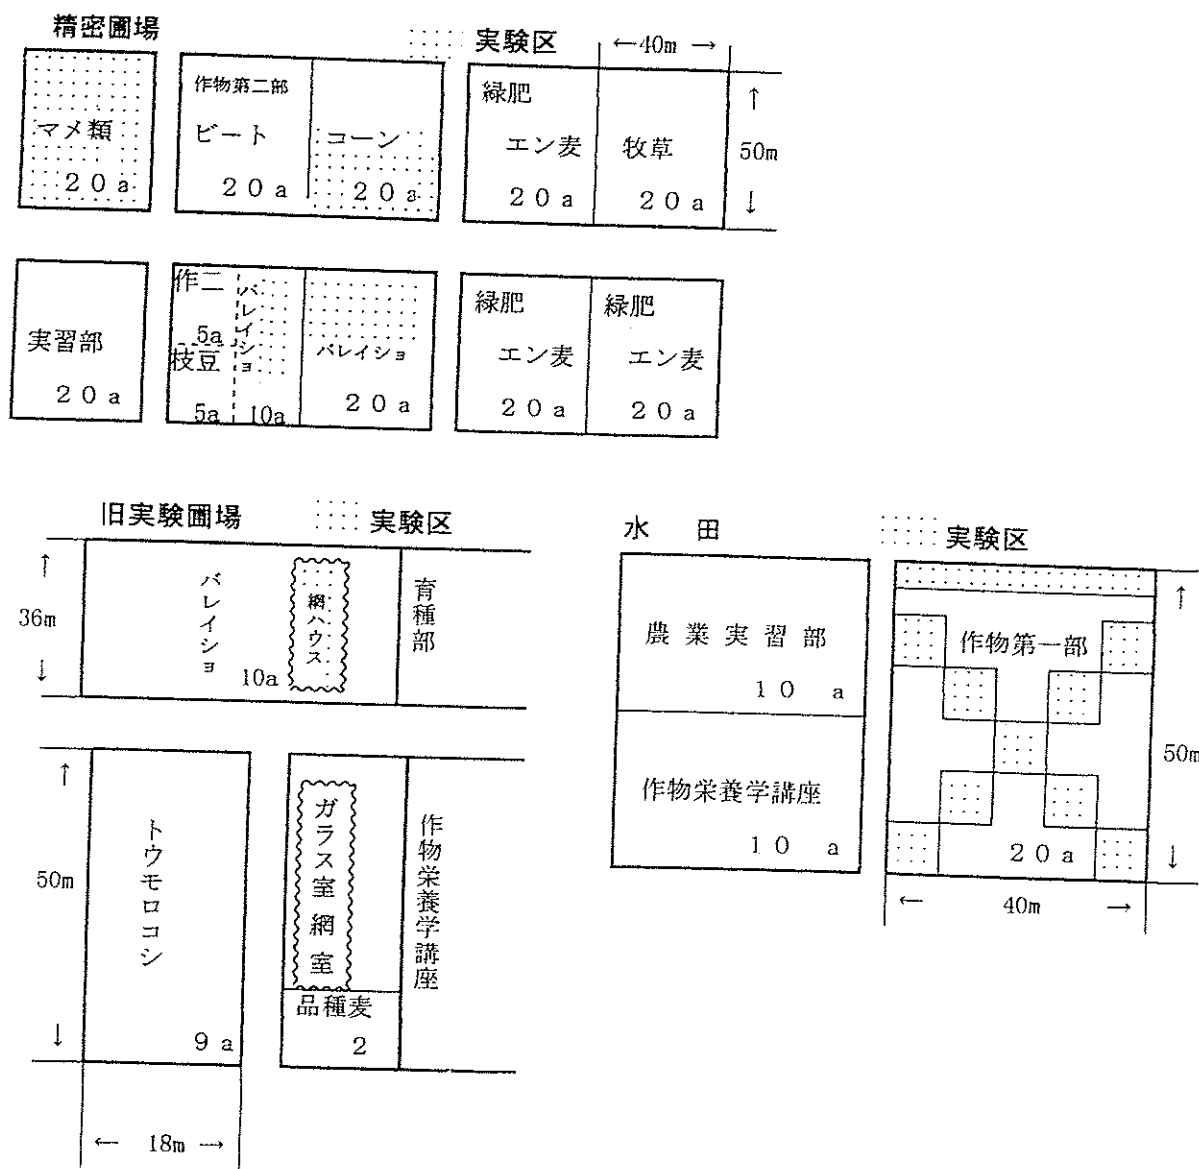 精密圃場
実験区
←40m→
マメ類
20a
作物第二部
ビート
20a
コーン
20a
緑肥
エン麦
20a
牧草
20a
↑
50m
↓
実習部
20a
作二
5a
枝豆
5a
バレイショ
10a
バレイショ
20a
緑肥
エン麦
20a
緑肥
エン麦
20a
旧実験圃場
実験区
↑
36m
↓
バレイショ
10a
網ハウス
育種部
↑
50m
↓
トウモロコシ
9a
← 18m →
ガラス室網室
品種麦
2
作物栄養学講座
水 田
実験区
農業実習部
10 a
作物栄養学講座
10 a
作物第一部
20a
↑
50m
↓
← 40m →